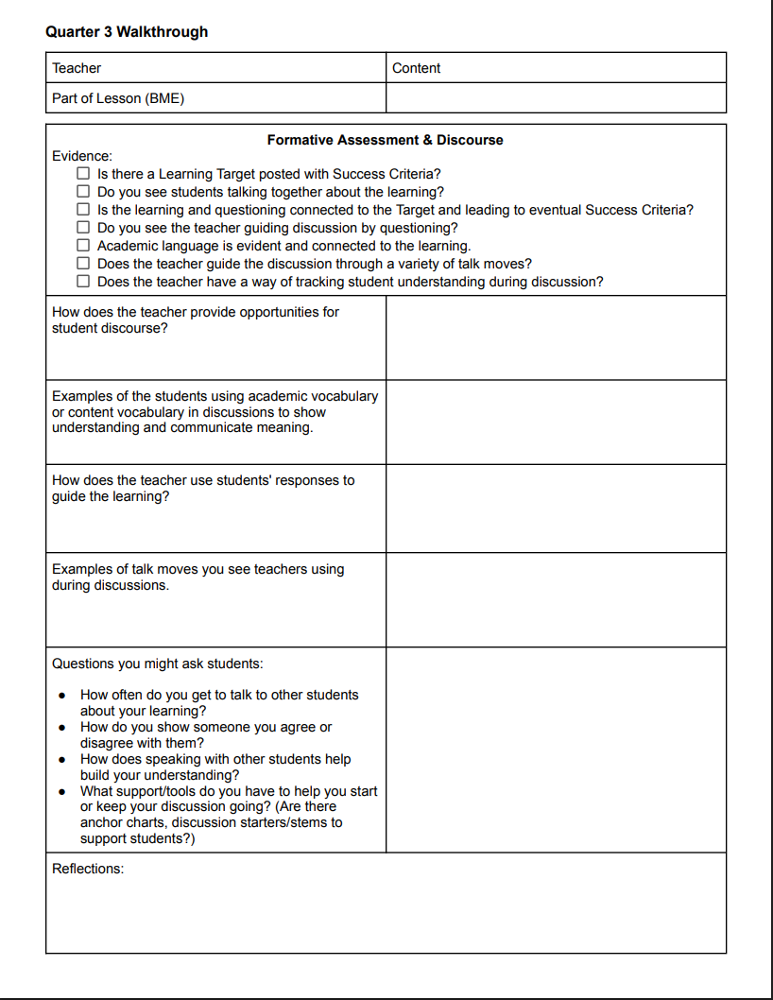 Quarter 3 Walkthrough
Teacher
Content
Part of Lesson (BME)
Formative Assessment & Discourse
Evidence:
Is there a Learning Target posted with Success Criteria?
Do you see students talking together about the learning?
Is the learning and questioning connected to the Target and leading to eventual Success Criteria?
Do you see the teacher guiding discussion by questioning?
Academic language is evident and connected to the learning.
Does the teacher guide the discussion through a variety of talk moves?
Does the teacher have a way of tracking student understanding during discussion?
How does the teacher provide opportunities for
student discourse?
Examples of the students using academic vocabulary
or content vocabulary in discussions to show
understanding and communicate meaning.
How does the teacher use students' responses to
guide the learning?
Examples of talk moves you see teachers using
during discussions.
Questions you might ask students:
● How often do you get to talk to other students
about your learning?
● How do you show someone you agree or
disagree with them?
● How does speaking with other students help
build your understanding?
● What support/tools do you have to help you start
or keep your discussion going? (Are there
anchor charts, discussion starters/stems to
support students?)
Reflections: